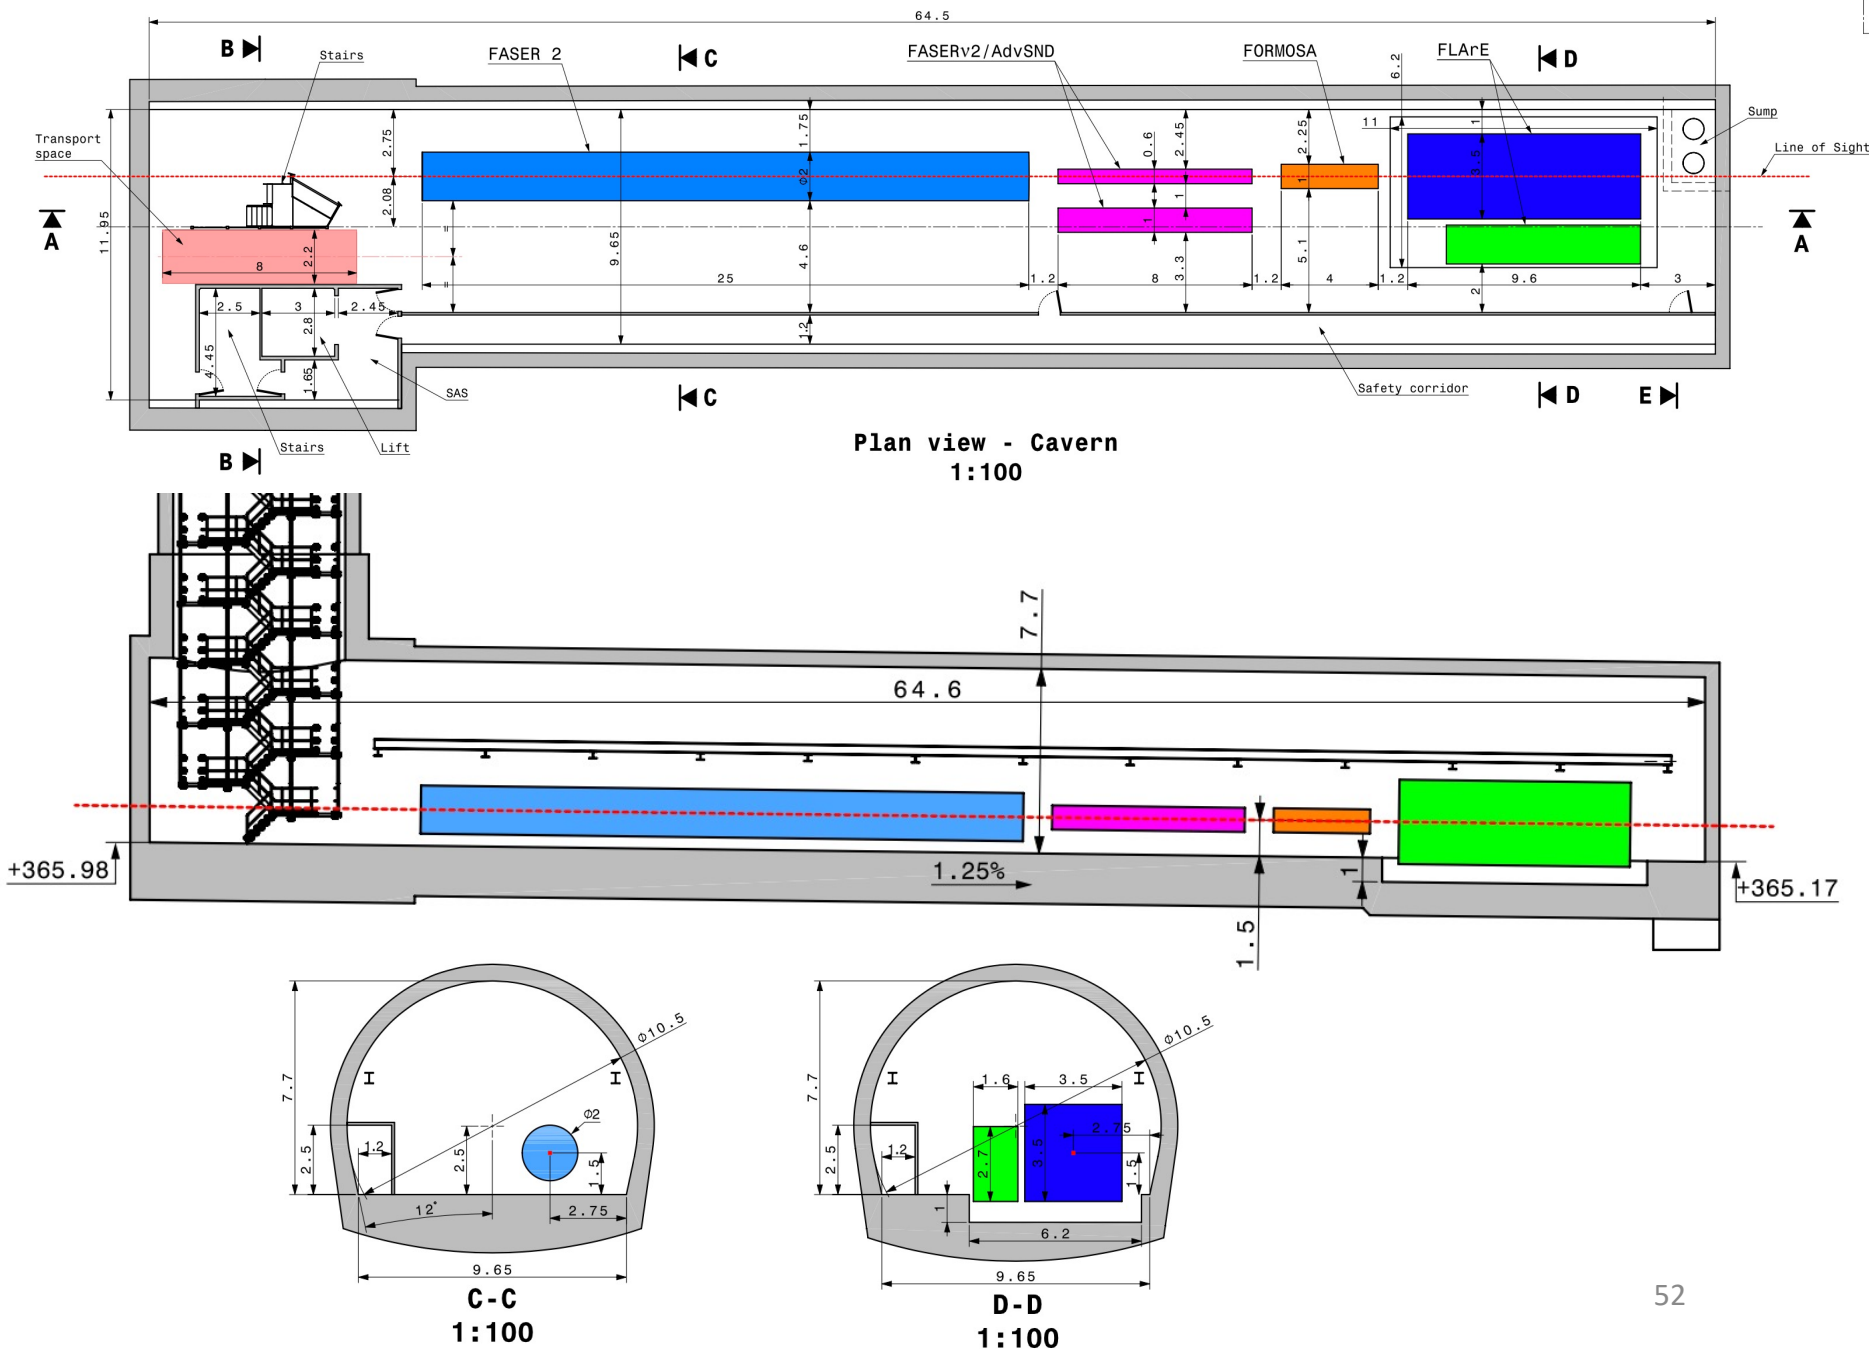 64.5
B
Stairs
FASER 2
C
FASERν2/AdvSND
FORMOSA
FLArE
D
6.2
11
1
Sump
Transport
space
2.75
1.75
0.6
2.45
2.25
3.5
Line of Sight
Φ2
1
2.08
A
11.95
1
A
2.2
9.65
4.6
3.3
5.1
8
=
=
25
1.2
8
1.2
4
1.2
9.6
3
2
2.5
3
2.45
2.8
1.2
4.45
1.65
SAS
Safety corridor
C
D
E
Stairs
Lift
B
Plan view - Cavern
1:100
7.7
64.6
+365.98
1.25%
1
+365.17
1.5
Φ10.5
Φ10.5
7.7
7.7
1.6
3.5
Φ2
2.75
2.5
1.2
2.5
1.5
2.5
1.2
2.7
3.5
1.5
12°
2.75
1
6.2
9.65
9.65
C-C
1:100
D-D
1:100
52